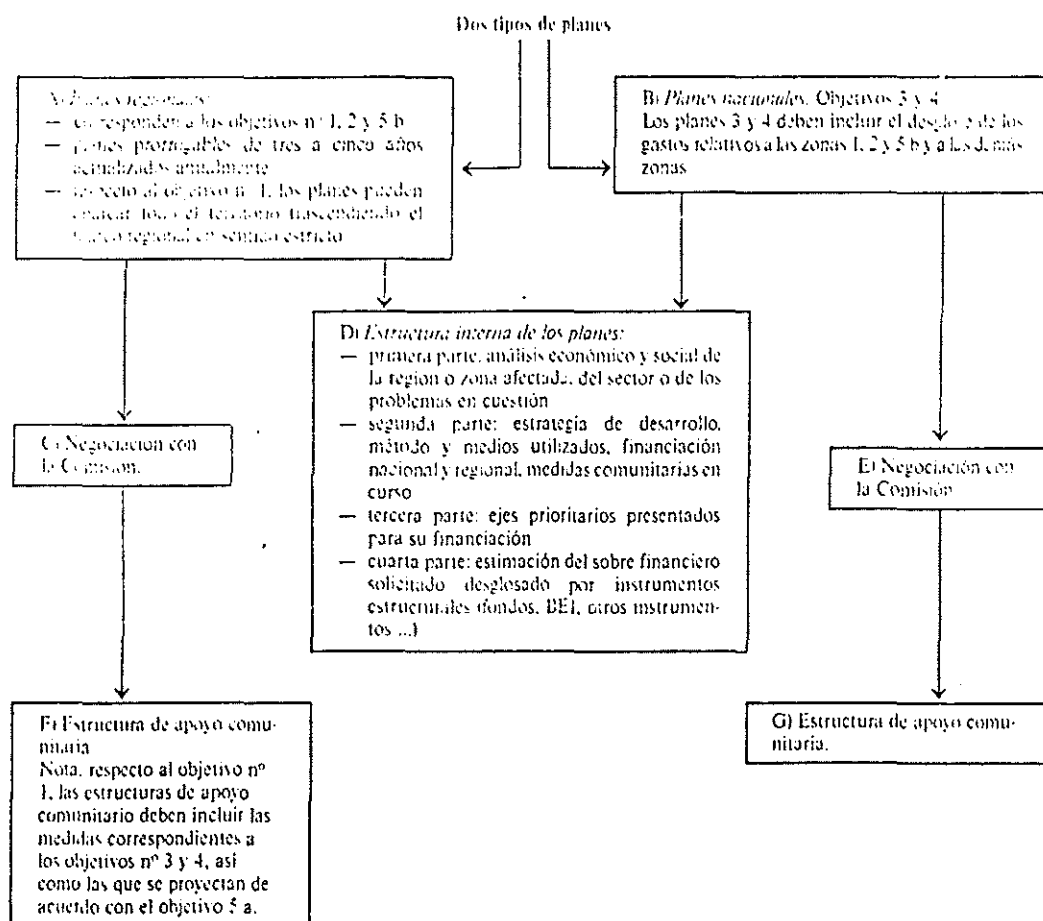 Dos tipos de planes
A) Planes regionales:
— corresponden a los objetivos nº 1, 2 y 5 b
— planes prorrogables de tres a cinco años
actualizados anualmente
— respecto al objetivo nº 1, los planes pueden
abarcar todo el territorio trascendiendo el
marco regional en sentido estricto
B) Planes nacionales. Objetivos 3 y 4
Los planes 3 y 4 deben incluir el desglose de los
gastos relativos a las zonas 1, 2 y 5 b y a las demás
zonas
D) Estructura interna de los planes:
— primera parte: análisis económico y social de
la region o zona afectada, del sector o de los
problemas en cuestión
— segunda parte: estrategia de desarrollo,
método y medios utilizados, financiación
nacional y regional, medidas comunitarias en
curso
— tercera parte: ejes prioritarios presentados
para su financiación
— cuarta parte: estimación del sobre financiero
solicitado desglosado por instrumentos
estructurales (fondos, BEI, otros instrumen-
tos ...)
C) Negociación con
la Comisión.
E) Negociación con
la Comisión
F) Estructura de apoyo comu-
nitaria
Nota, respecto al objetivo nº
1, las estructuras de apoyo
comunitario deben incluir las
medidas correspondientes a
los objetivos nº 3 y 4, así
como las que se proyectan de
acuerdo con el objetivo 5 a.
G) Estructura de apoyo comu-
nitaria.